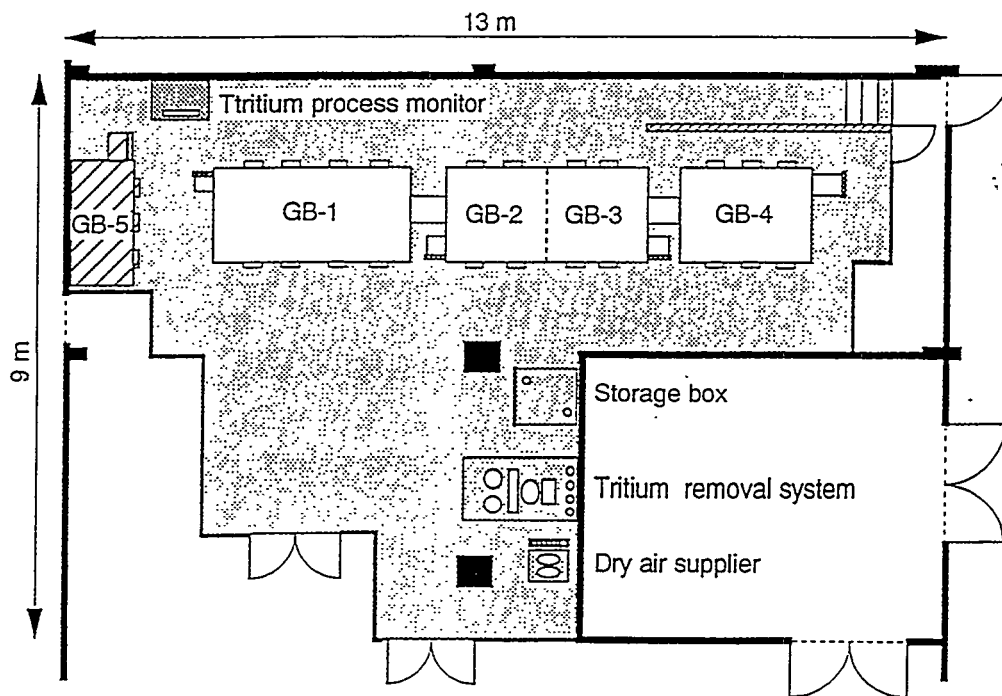 13 m
Ttritium process monitor
GB-5
GB-1
GB-2
GB-3
GB-4
9 m
Storage box
Tritium removal system
Dry air supplier